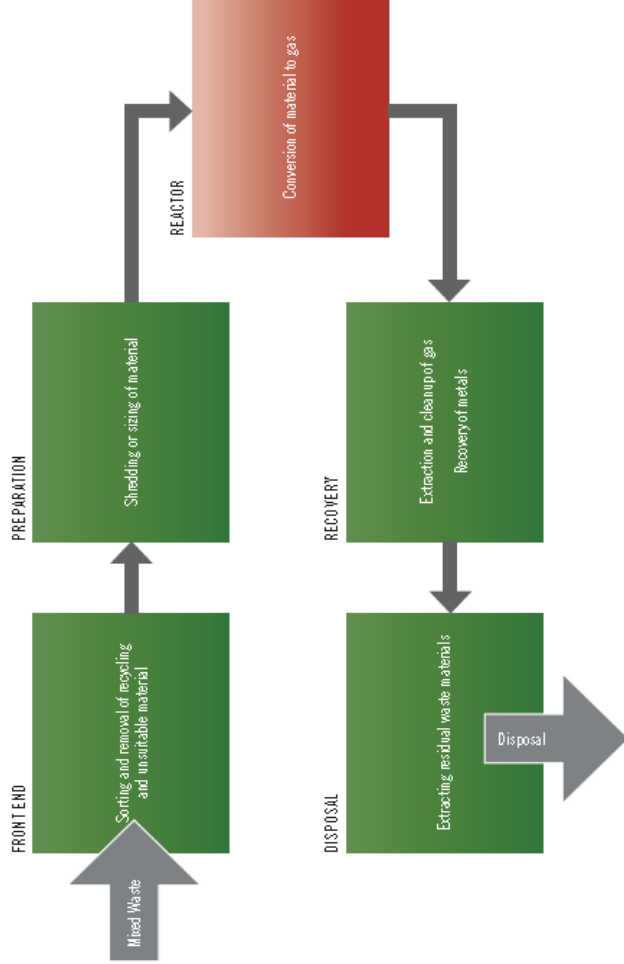 Mixed Waste
FRONT END
Sorting and removal of recycling
and unsuitable material
PREPARATION
Shredding or sizing of material
REACTOR
Conversion of material to gas
RECOVERY
Extraction and cleanup of gas
Recovery of metals
DISPOSAL
Extracting residual waste materials
Disposal